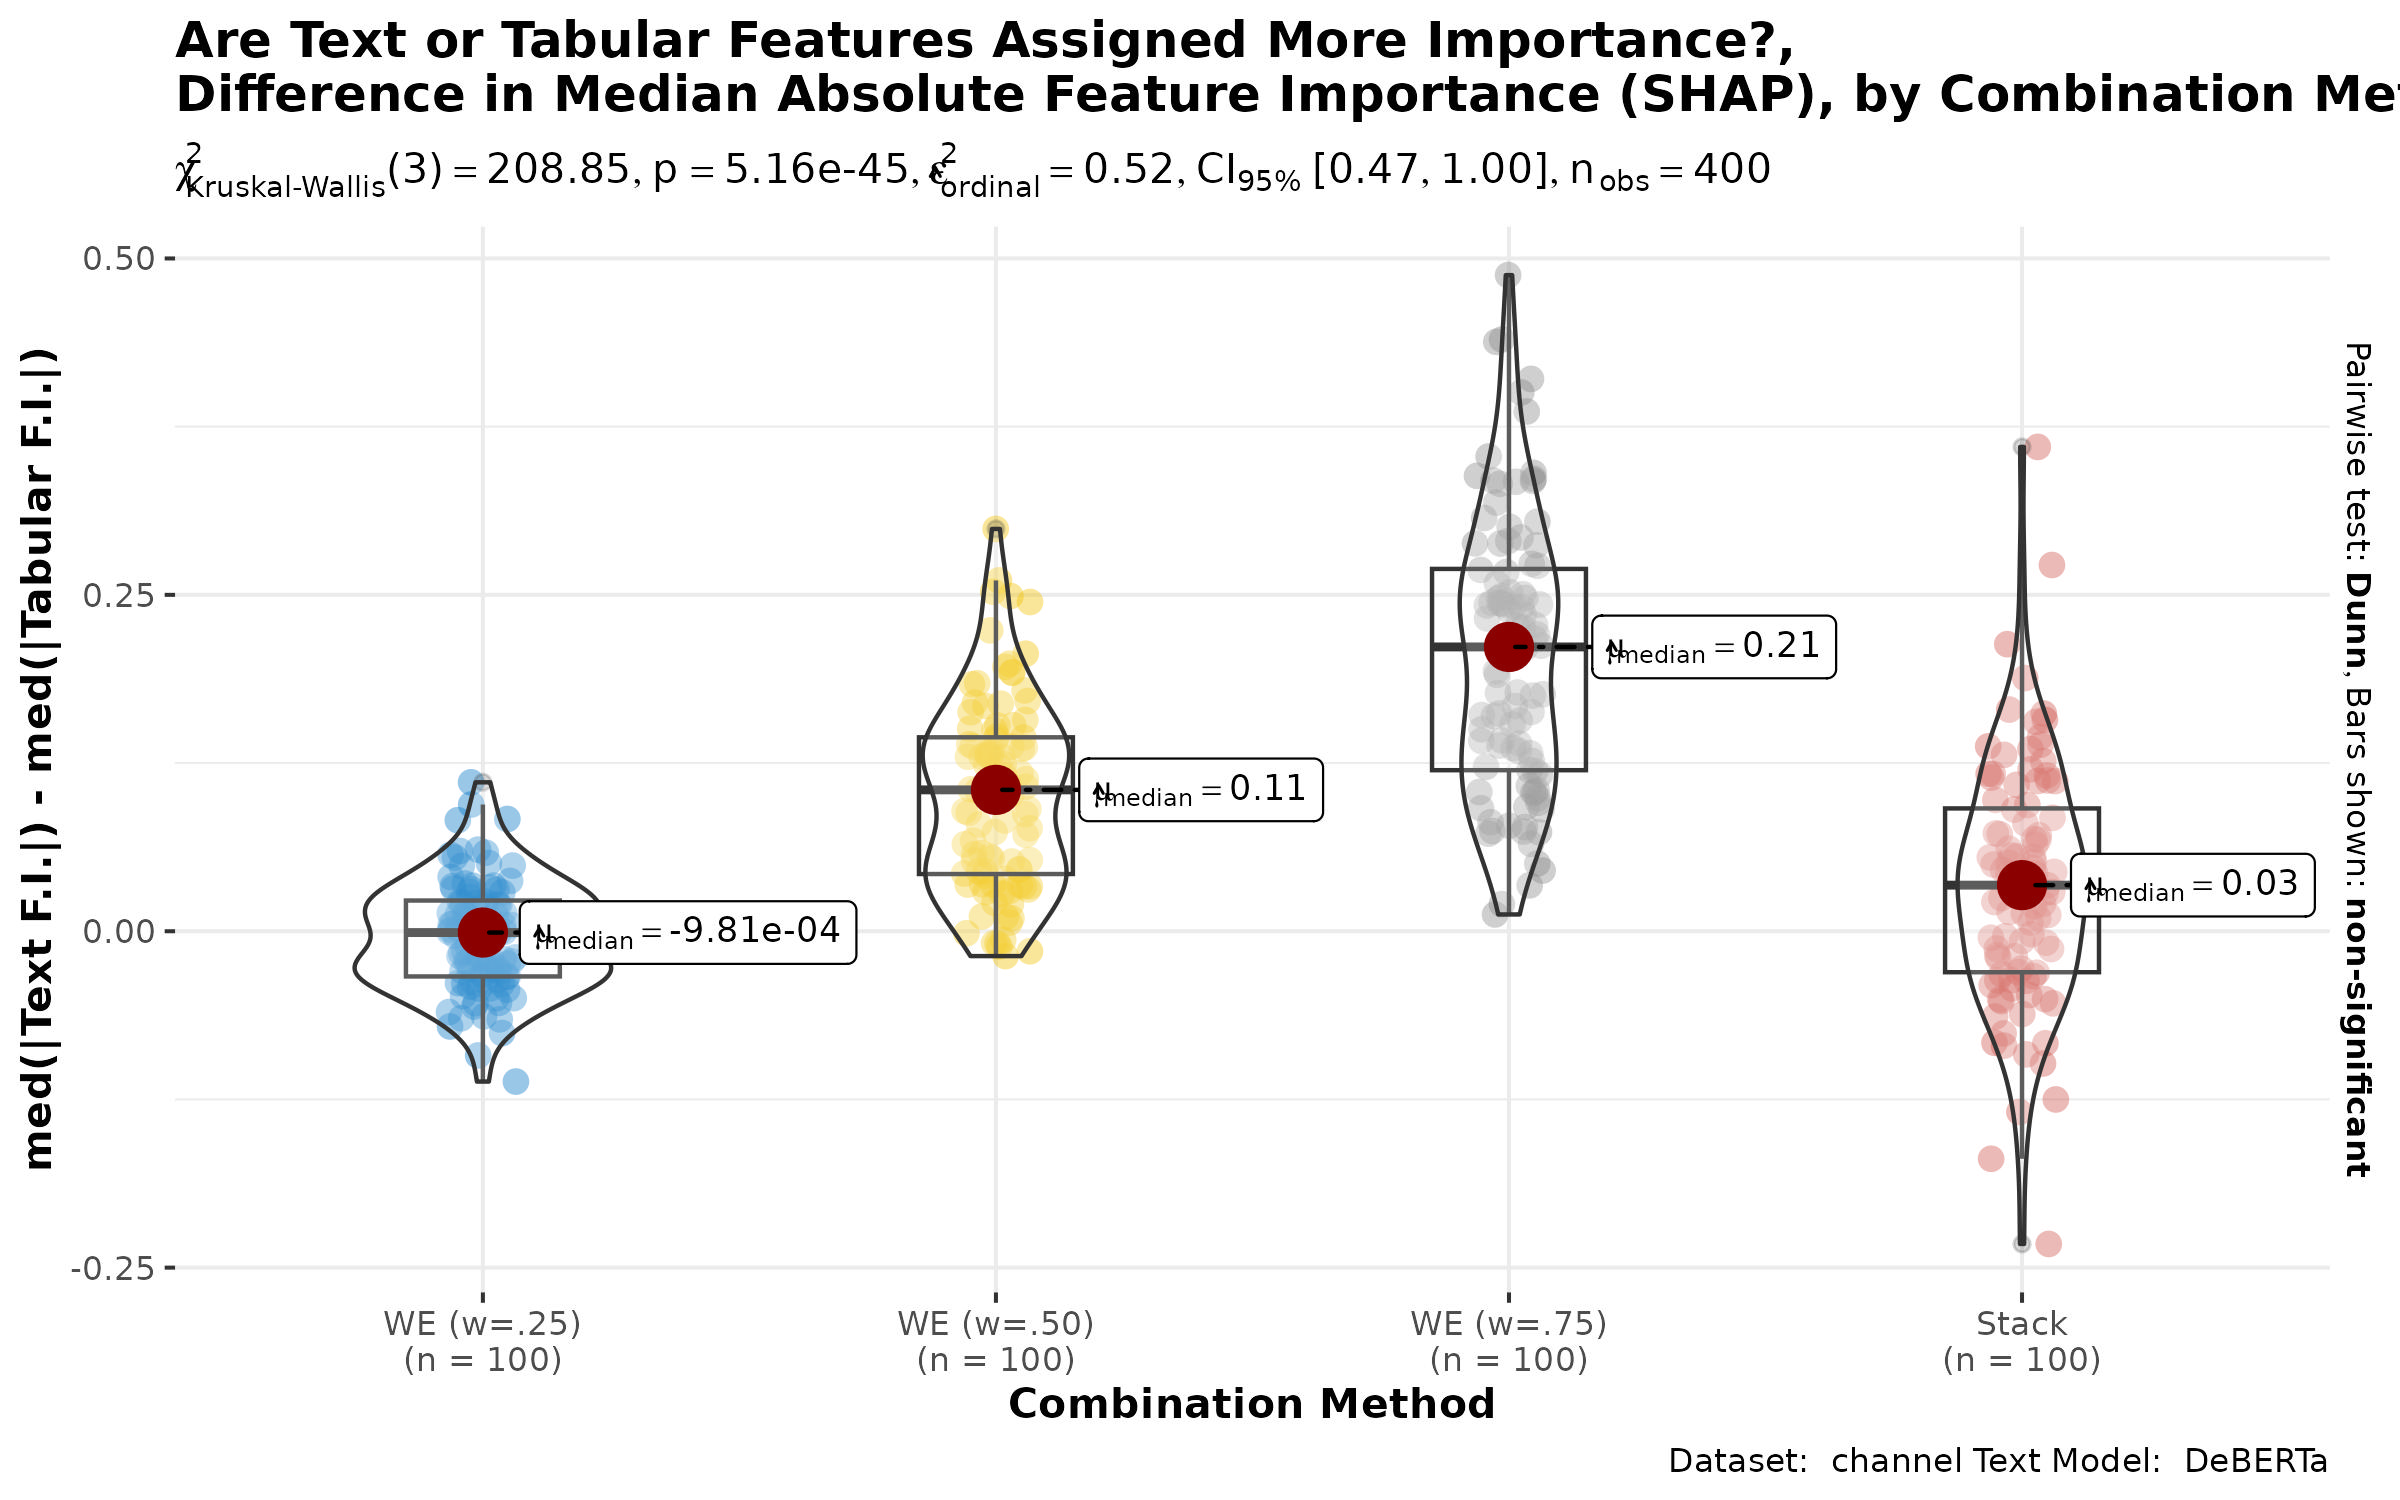 Are Text or Tabular Features Assigned More Importance?,
Difference in Median Absolute Feature Importance (SHAP), by Combination Met
χ²Kruskal-Wallis(3) = 208.85, p = 5.16e-45, ε̂²ordinal = 0.52, CI95% [0.47, 1.00], nobs = 400
med(|Text F.I.|) - med(|Tabular F.I.|)
0.50
0.25
0.00
-0.25
μ̂median = -9.81e-04
μ̂median = 0.11
μ̂median = 0.21
μ̂median = 0.03
Pairwise test: Dunn, Bars shown: non-significant
WE (w=.25)
(n = 100)
WE (w=.50)
(n = 100)
WE (w=.75)
(n = 100)
Stack
(n = 100)
Combination Method
Dataset: channel Text Model: DeBERTa